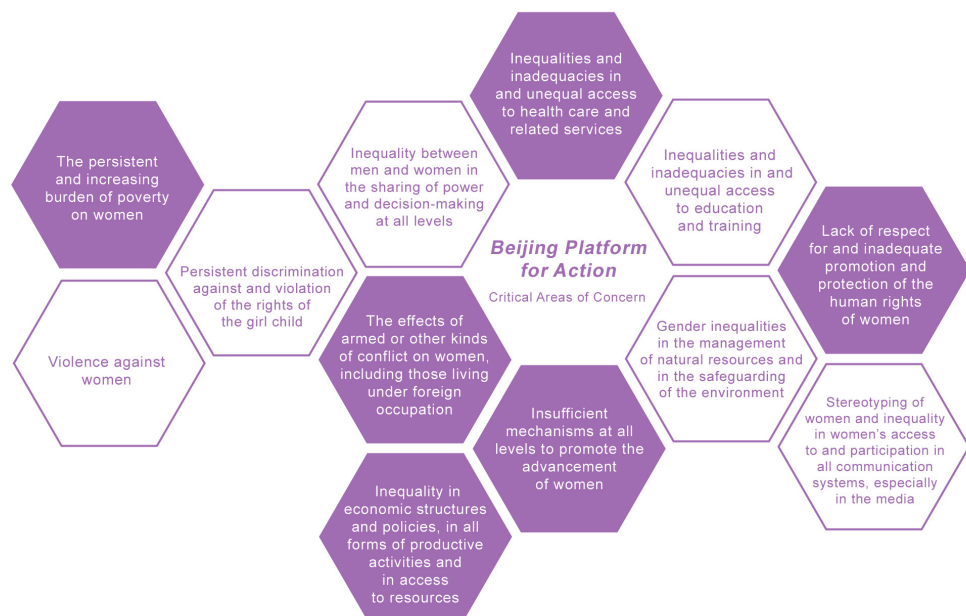 The persistent
and increasing
burden of poverty
on women
Violence against
women
Persistent discrimination
against and violation
of the rights of
the girl child
Inequality between
men and women in
the sharing of power
and decision-making
at all levels
The effects of
armed or other kinds
of conflict on women,
including those living
under foreign
occupation
Inequality in
economic structures
and policies, in all
forms of productive
activities and
in access
to resources
Inequalities and
inadequacies in
and unequal access
to health care and
related services
Beijing Platform
for Action
Critical Areas of Concern
Insufficient
mechanisms at all
levels to promote the
advancement
of women
Inequalities and
inadequacies in and
unequal access
to education
and training
Gender inequalities
in the management
of natural resources and
in the safeguarding
of the environment
Lack of respect
for and inadequate
promotion and
protection of the
human rights
of women
Stereotyping of
women and inequality
in women's access
to and participation in
all communication
systems, especially
in the media